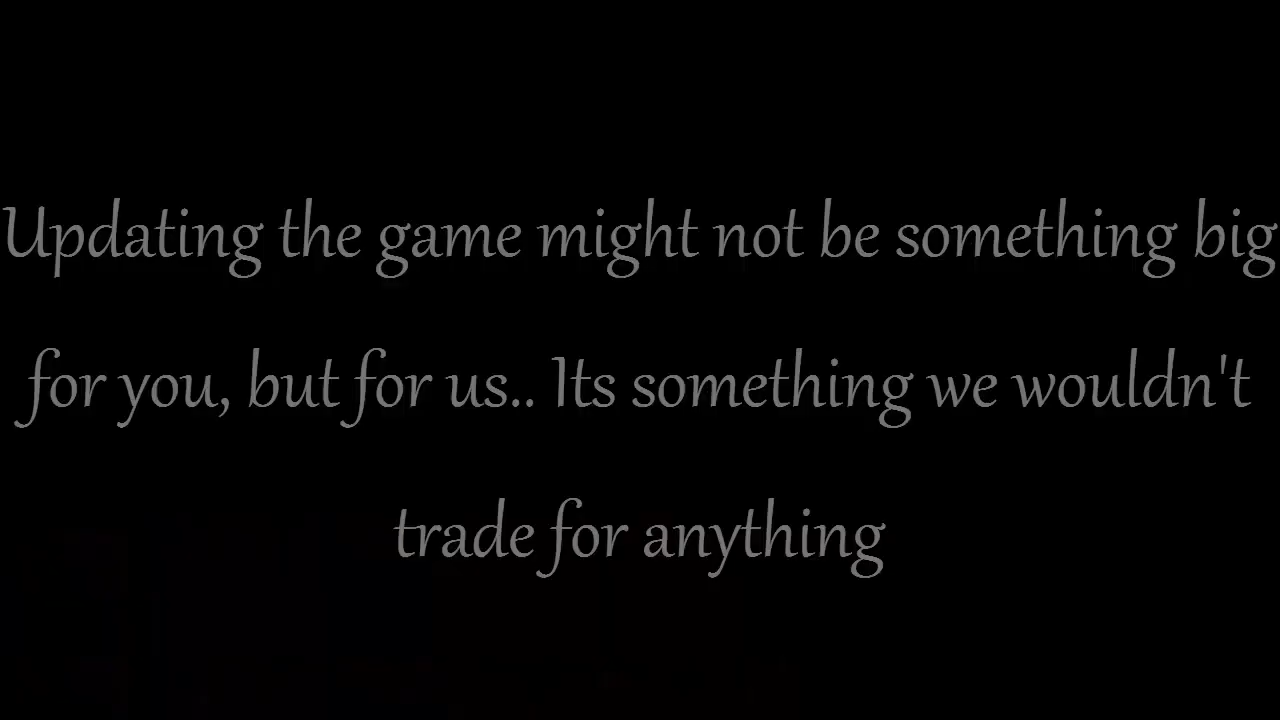 Updating the game might not be something big
for you, but for us.. Its something we wouldn't
trade for anything